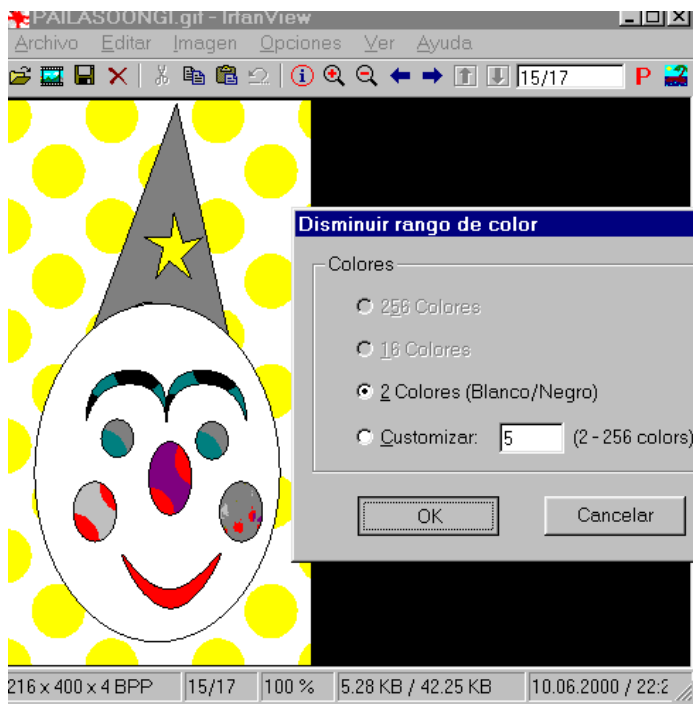 PAILASOONGI.gif - IrfanView
Archivo Editar Imagen Opciones Ver Ayuda
15/17 P
Disminuir rango de color
Colores
256 Colores
16 Colores
2 Colores (Blanco/Negro)
Customizar: 5 (2 - 256 colors)
OK Cancelar
216 x 400 x 4 BPP 15/17 100 % 5.28 KB / 42.25 KB 10.06.2000 / 22:2